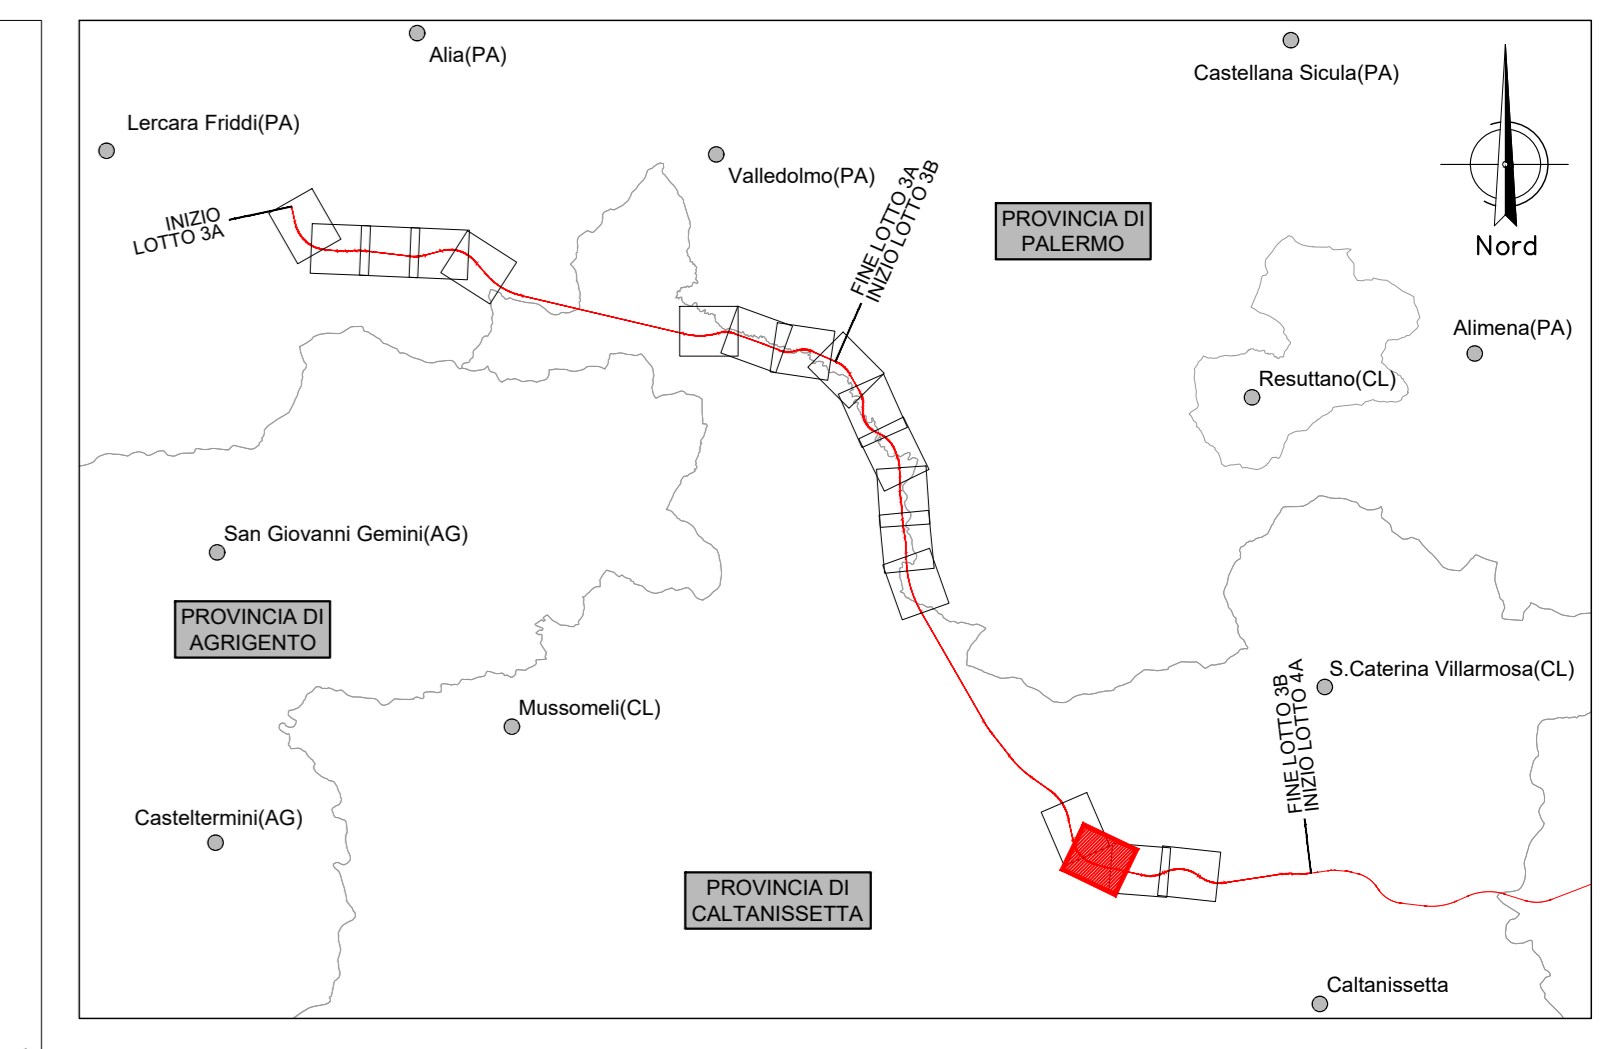 Alia(PA)
Castellana Sicula(PA)
Lercara Friddi(PA)
Valledolmo(PA)
INIZIO
LOTTO 3A
FINE LOTTO 3A
INIZIO LOTTO 3B
PROVINCIA DI
PALERMO
Nord
Alimena(PA)
Resuttano(CL)
San Giovanni Gemini(AG)
PROVINCIA DI
AGRIGENTO
S.Caterina Villarmosa(CL)
Mussomeli(CL)
FINE LOTTO 3B
INIZIO LOTTO 4A
Casteltermini(AG)
PROVINCIA DI
CALTANISSETTA
Caltanissetta